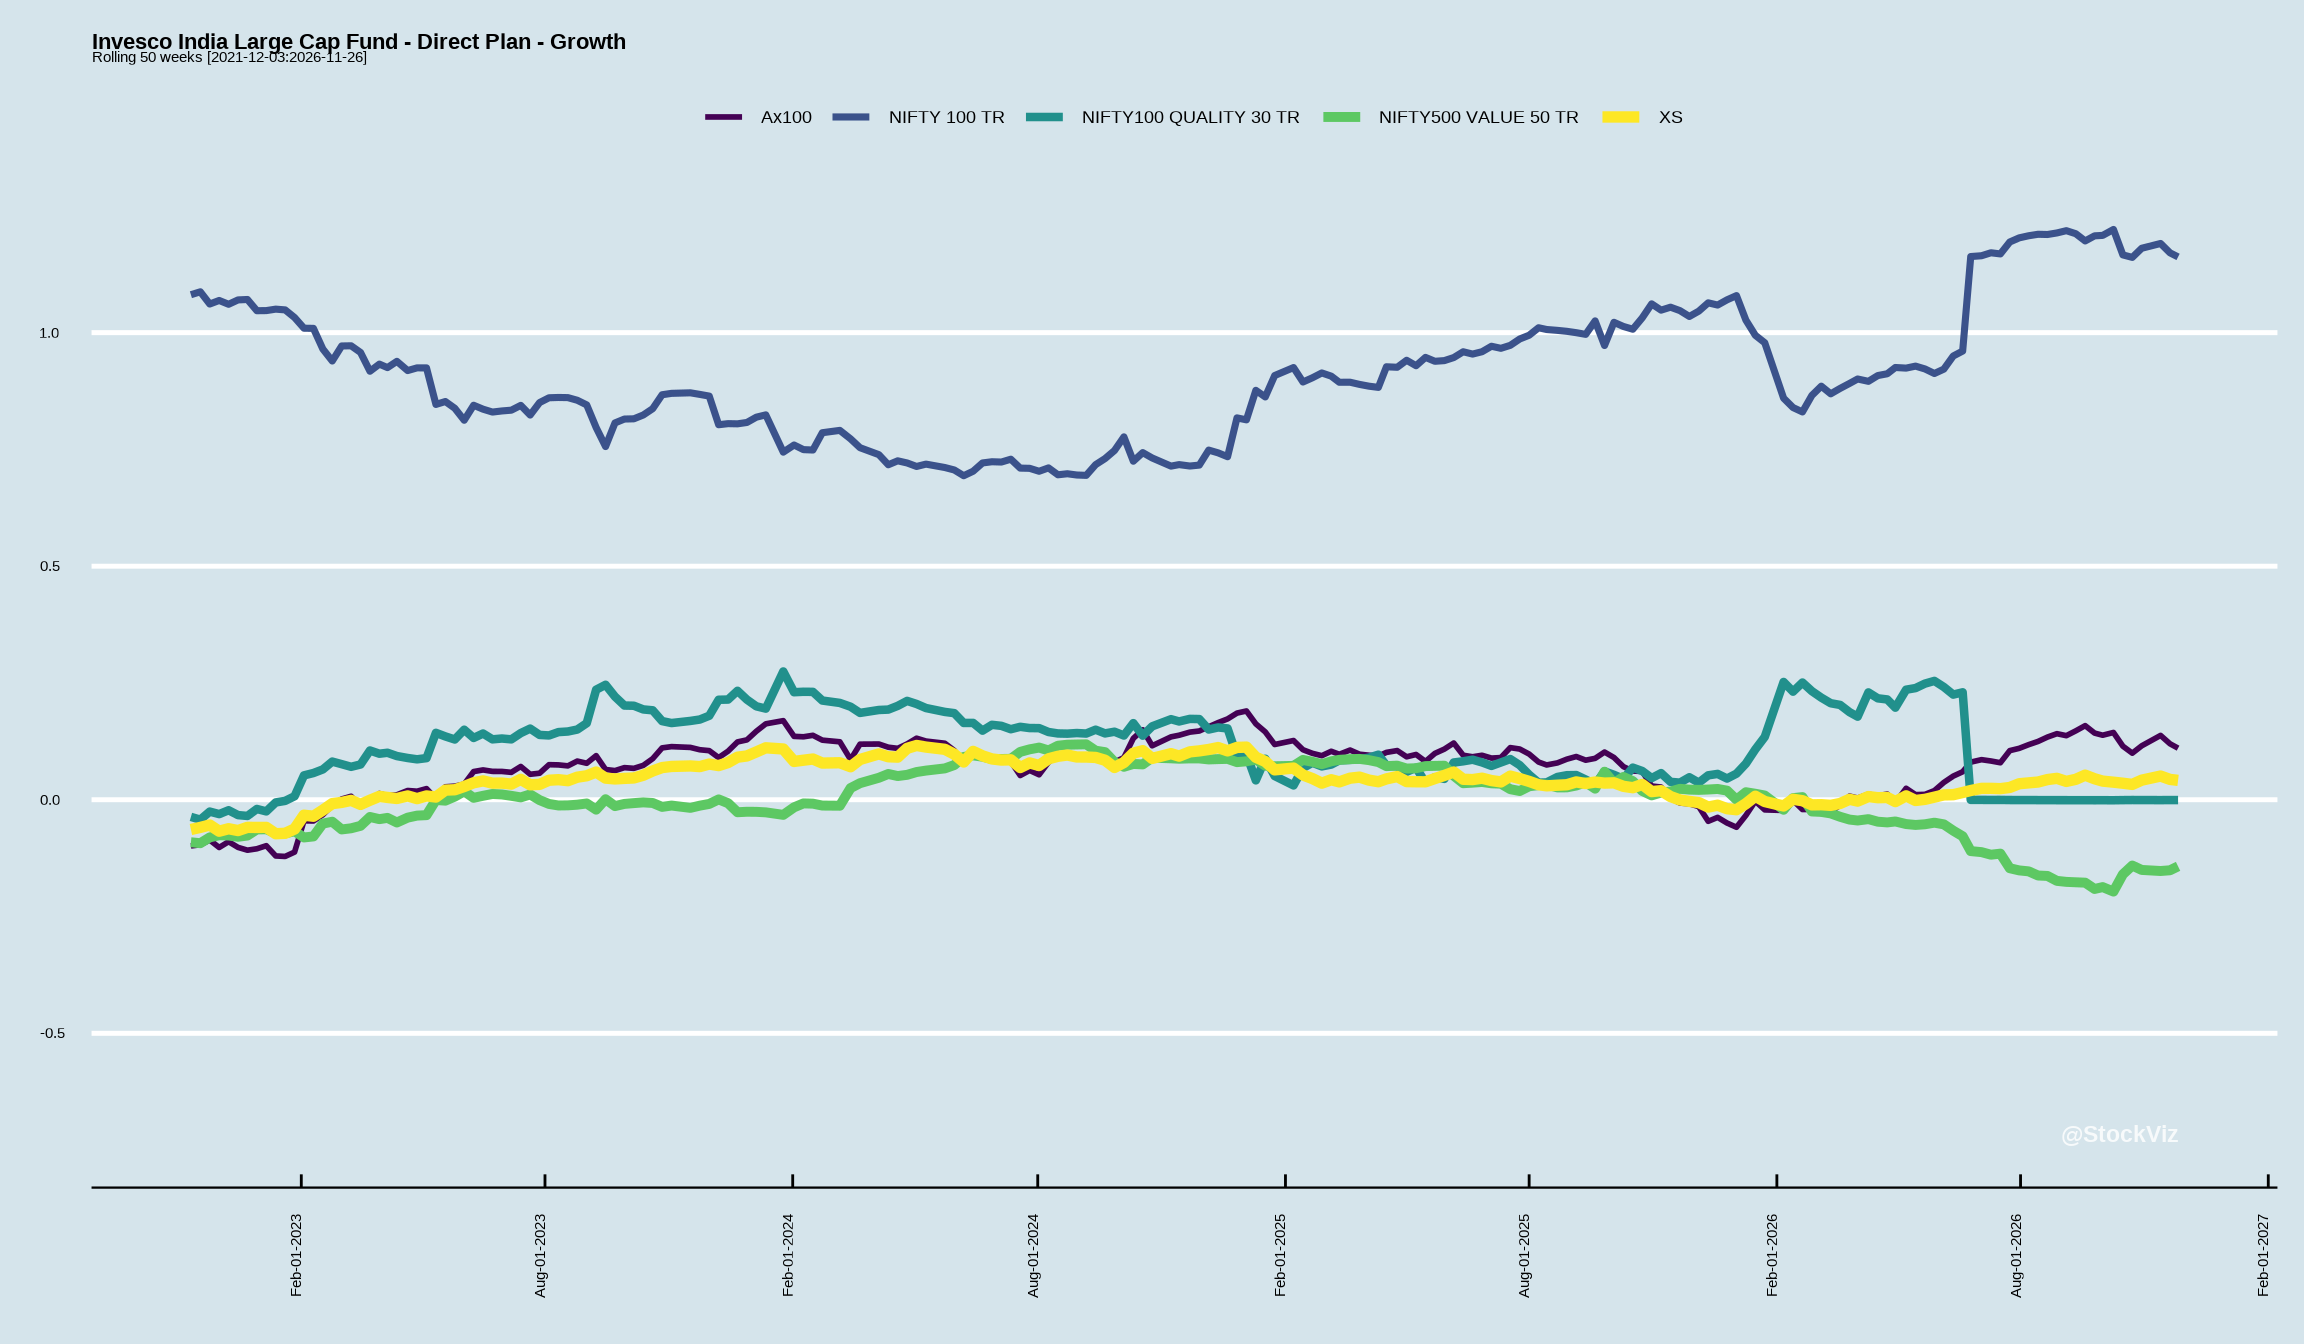 Invesco India Large Cap Fund - Direct Plan - Growth
Rolling 50 weeks [2021-12-03:2026-11-26]
Ax100 NIFTY 100 TR NIFTY100 QUALITY 30 TR NIFTY500 VALUE 50 TR XS
1.0
0.5
0.0
-0.5
@StockViz
Feb-01-2023
Aug-01-2023
Feb-01-2024
Aug-01-2024
Feb-01-2025
Aug-01-2025
Feb-01-2026
Aug-01-2026
Feb-01-2027